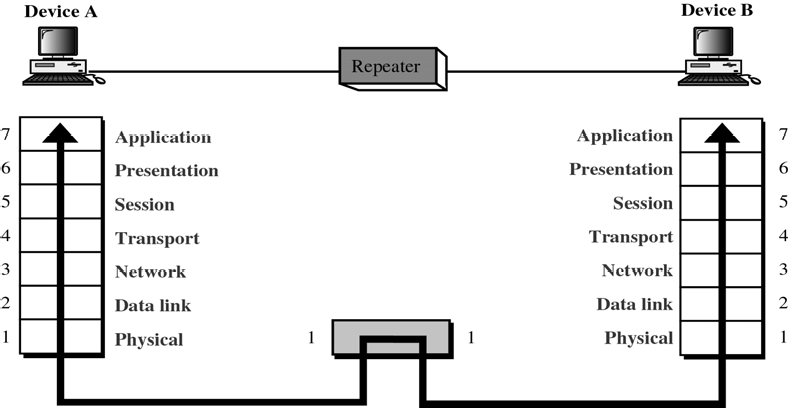 Device A
Device B
Repeater
7 Application
6 Presentation
5 Session
4 Transport
3 Network
2 Data link
1 Physical
1 1
Application 7
Presentation 6
Session 5
Transport 4
Network 3
Data link 2
Physical 1